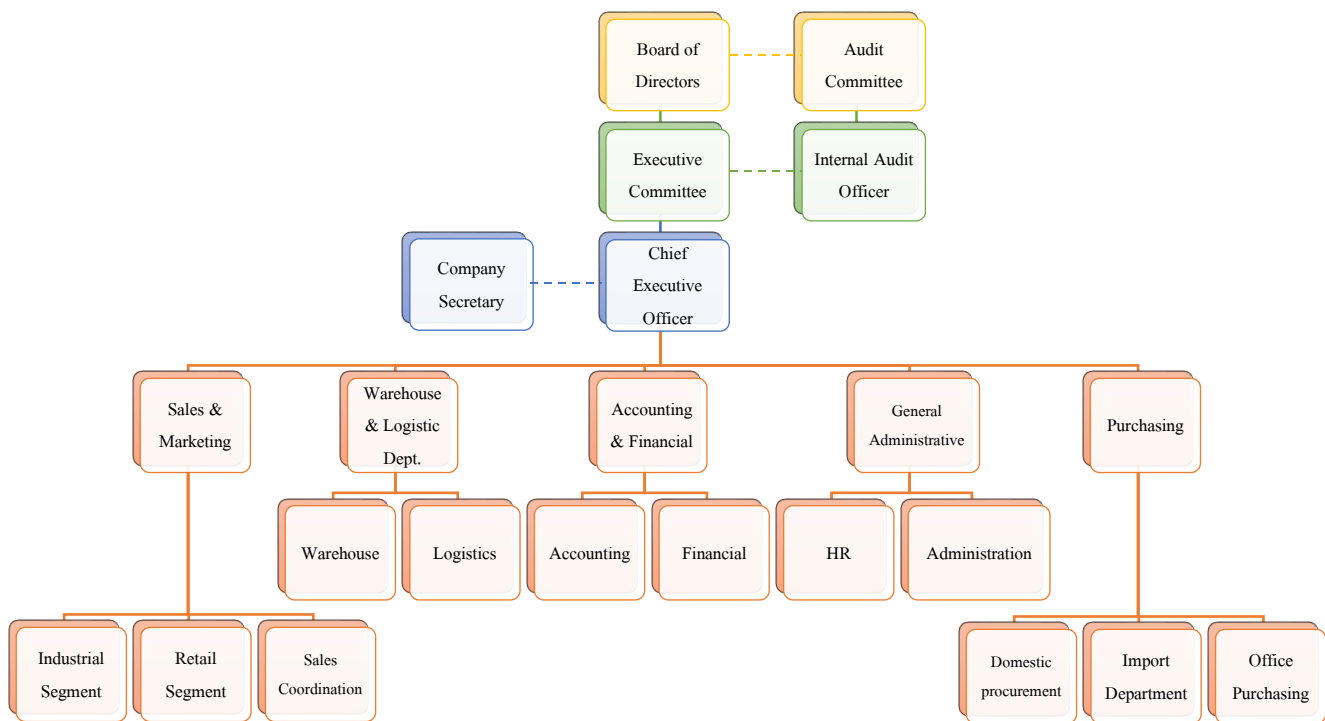 Board of
Directors
Audit
Committee
Executive
Committee
Internal Audit
Officer
Company
Secretary
Chief
Executive
Officer
Sales &
Marketing
Warehouse
& Logistic
Dept.
Accounting
& Financial
General
Administrative
Purchasing
Warehouse
Logistics
Accounting
Financial
HR
Administration
Industrial
Segment
Retail
Segment
Sales
Coordination
Domestic
procurement
Import
Department
Office
Purchasing